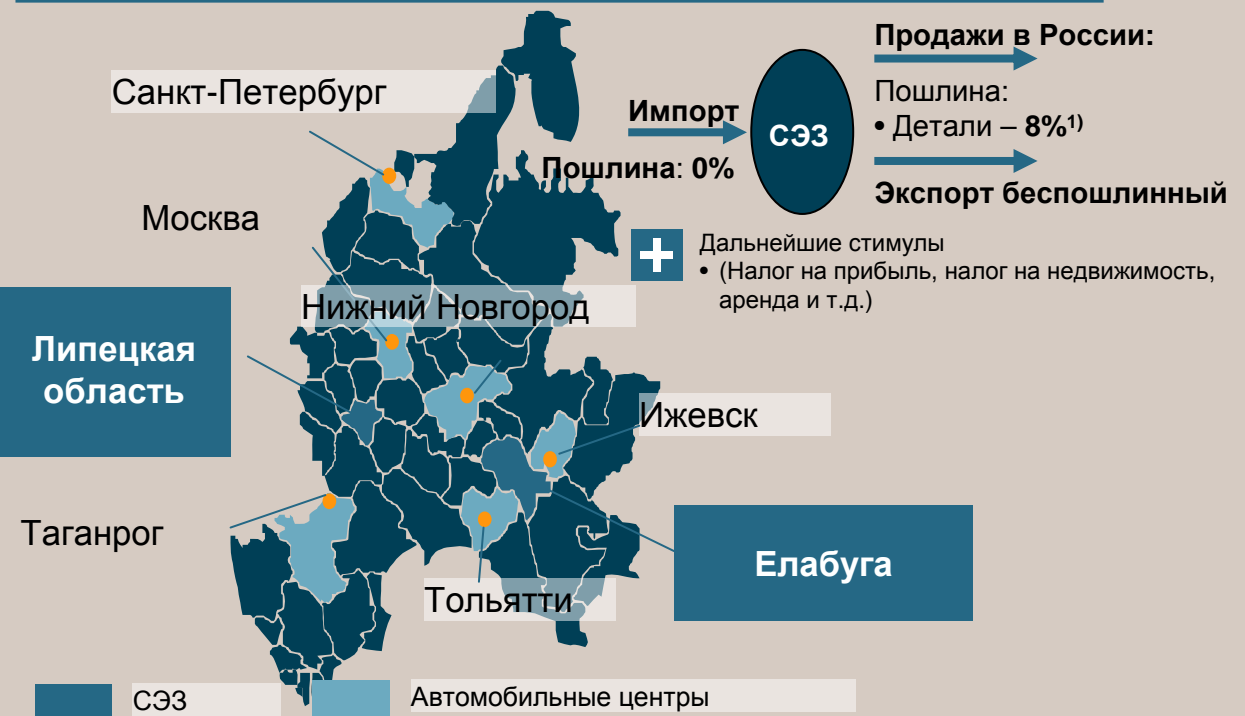 Санкт-Петербург
Москва
Нижний Новгород
Липецкая
область
Ижевск
Таганрог
Елабуга
Тольятти
Импорт
Пошлина: 0%
СЭЗ
Продажи в России:
Пошлина:
• Детали – 8%¹⁾
Экспорт беспошлинный
+
Дальнейшие стимулы
• (Налог на прибыль, налог на недвижимость,
аренда и т.д.)
СЭЗ
Автомобильные центры